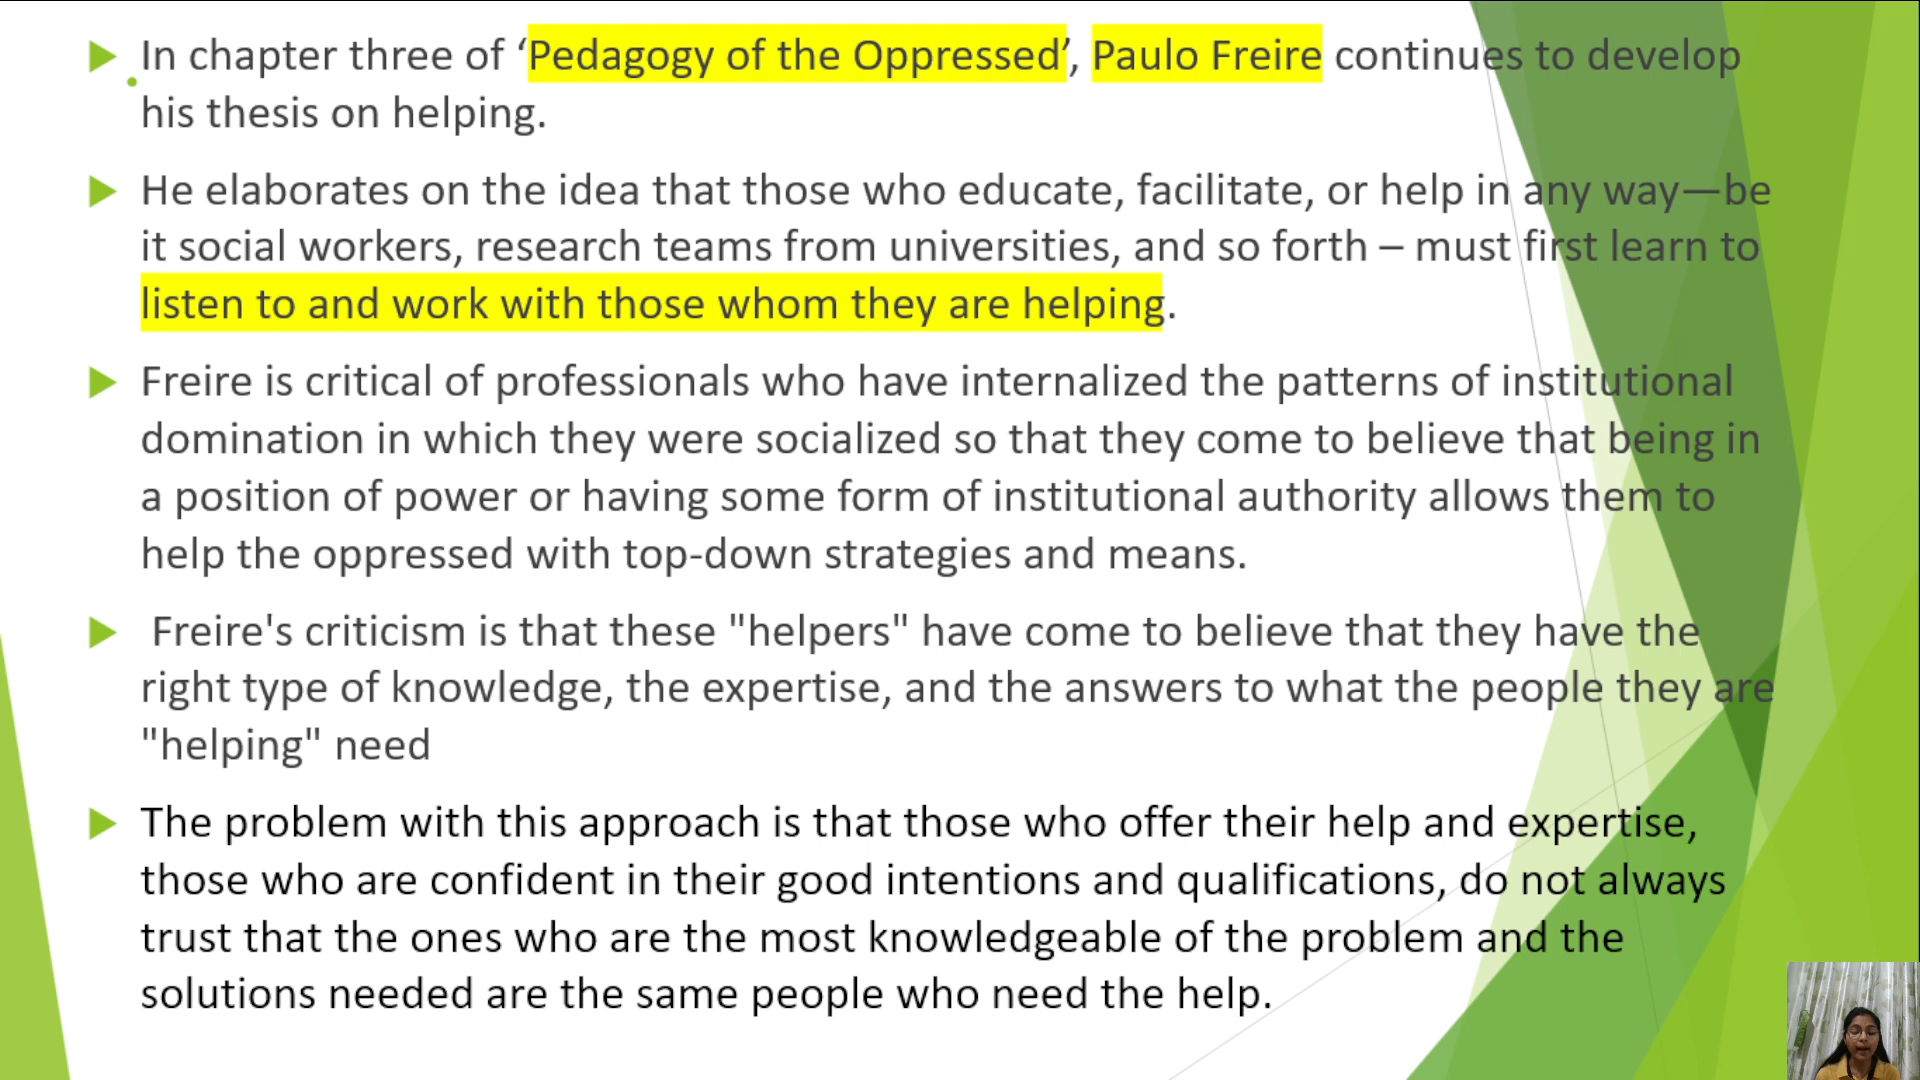 In chapter three of ‘Pedagogy of the Oppressed’, Paulo Freire continues to develop
his thesis on helping.
He elaborates on the idea that those who educate, facilitate, or help in any way—be
it social workers, research teams from universities, and so forth – must first learn to
listen to and work with those whom they are helping.
Freire is critical of professionals who have internalized the patterns of institutional
domination in which they were socialized so that they come to believe that being in
a position of power or having some form of institutional authority allows them to
help the oppressed with top-down strategies and means.
Freire's criticism is that these "helpers" have come to believe that they have the
right type of knowledge, the expertise, and the answers to what the people they are
"helping" need
The problem with this approach is that those who offer their help and expertise,
those who are confident in their good intentions and qualifications, do not always
trust that the ones who are the most knowledgeable of the problem and the
solutions needed are the same people who need the help.